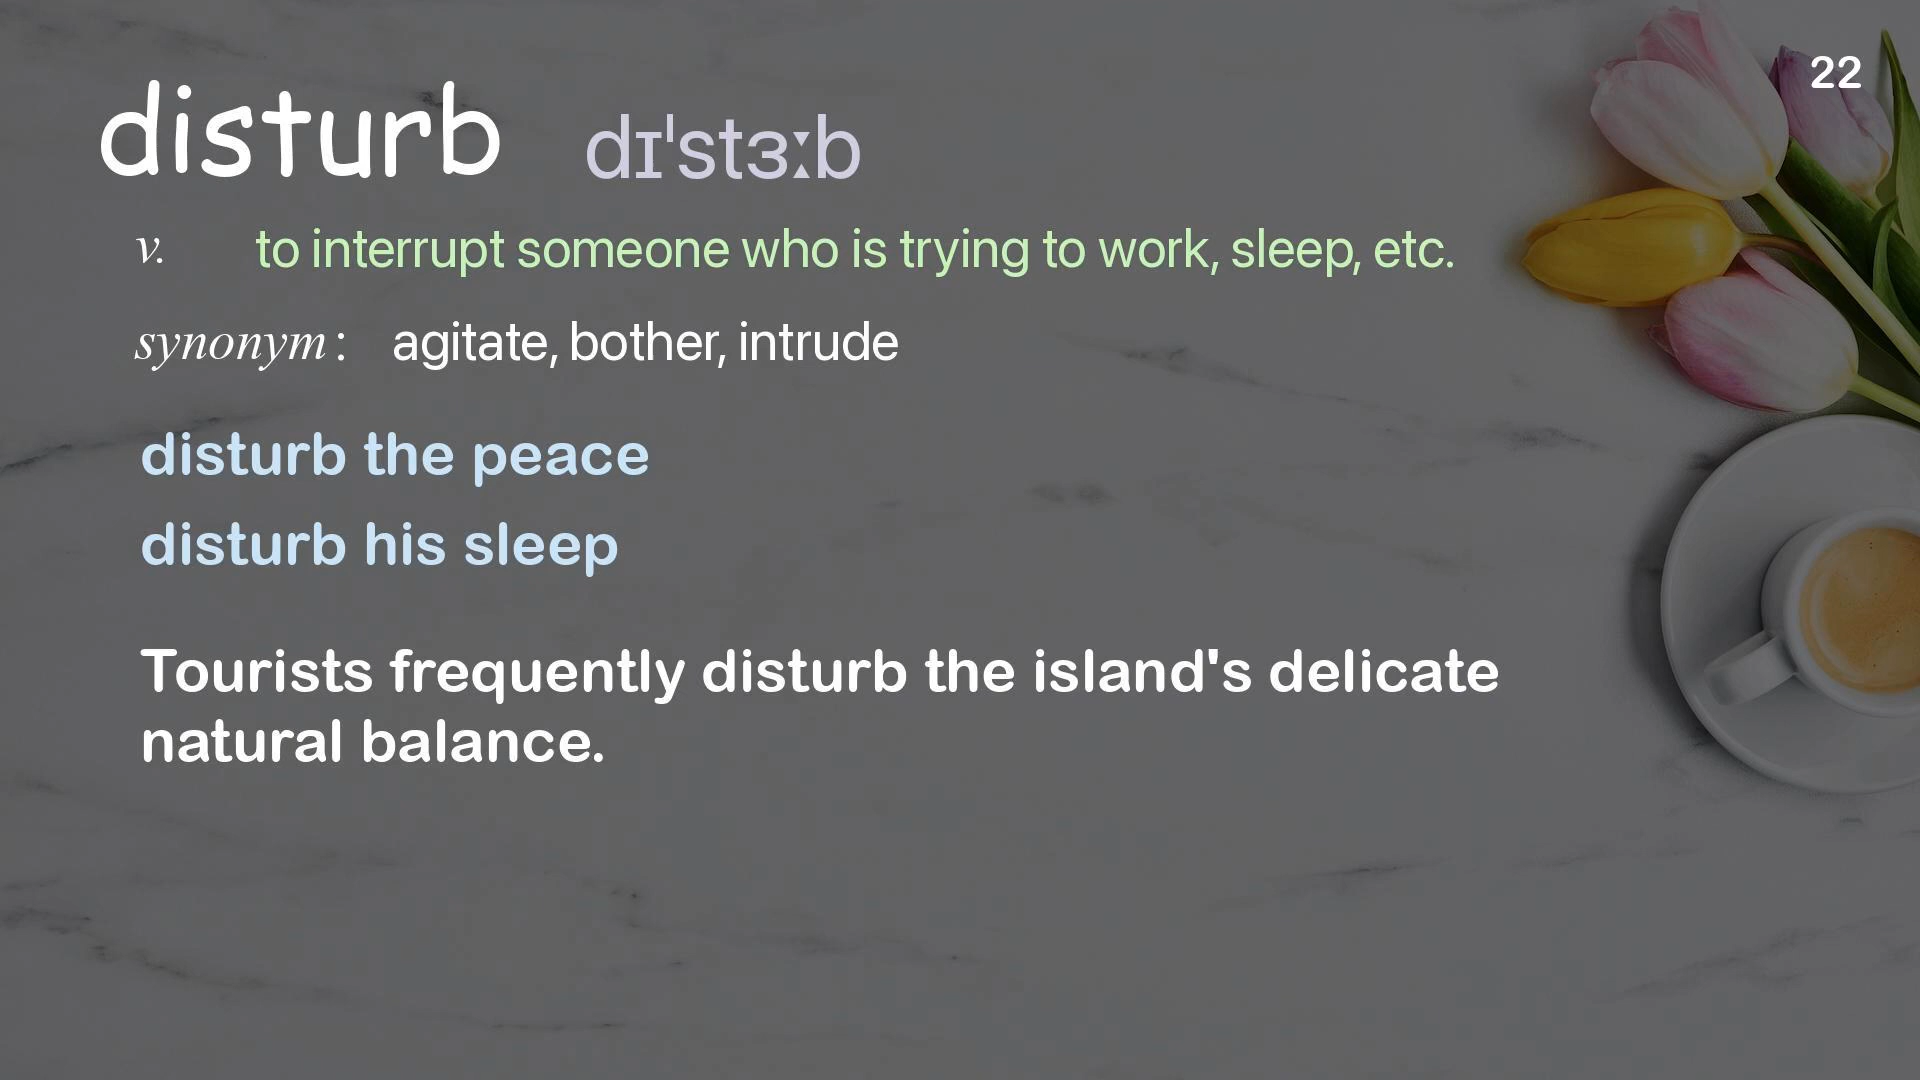 22
disturb dɪˈstɜːb
v. to interrupt someone who is trying to work, sleep, etc.
synonym: agitate, bother, intrude
disturb the peace
disturb his sleep
Tourists frequently disturb the island's delicate
natural balance.